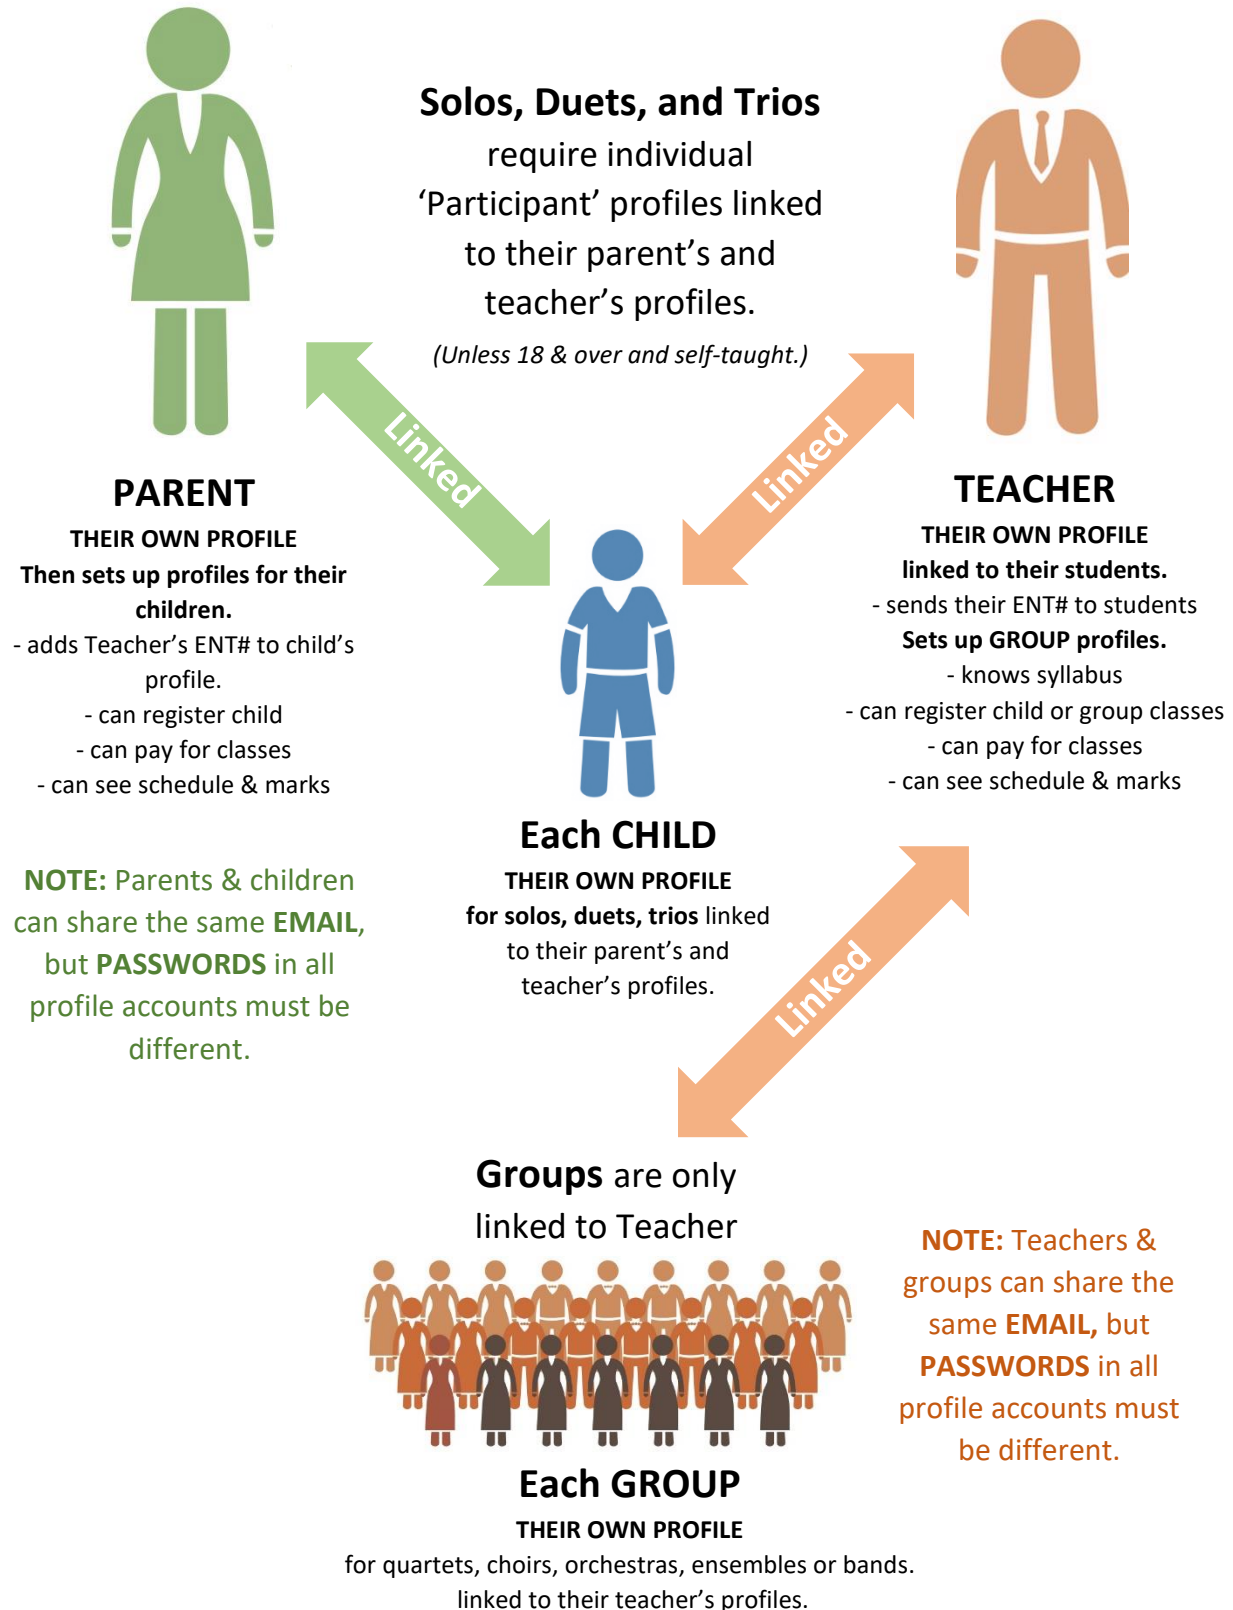 Solos, Duets, and Trios
require individual
‘Participant’ profiles linked
to their parent’s and
teacher’s profiles.
(Unless 18 & over and self-taught.)
Linked
Linked
PARENT
THEIR OWN PROFILE
Then sets up profiles for their
children.
- adds Teacher’s ENT# to child’s
profile.
- can register child
- can pay for classes
- can see schedule & marks
TEACHER
THEIR OWN PROFILE
linked to their students.
- sends their ENT# to students
Sets up GROUP profiles.
- knows syllabus
- can register child or group classes
- can pay for classes
- can see schedule & marks
Each CHILD
THEIR OWN PROFILE
for solos, duets, trios linked
to their parent’s and
teacher’s profiles.
NOTE: Parents & children
can share the same EMAIL,
but PASSWORDS in all
profile accounts must be
different.
Linked
Groups are only
linked to Teacher
NOTE: Teachers &
groups can share the
same EMAIL, but
PASSWORDS in all
profile accounts must
be different.
Each GROUP
THEIR OWN PROFILE
for quartets, choirs, orchestras, ensembles or bands.
linked to their teacher’s profiles.